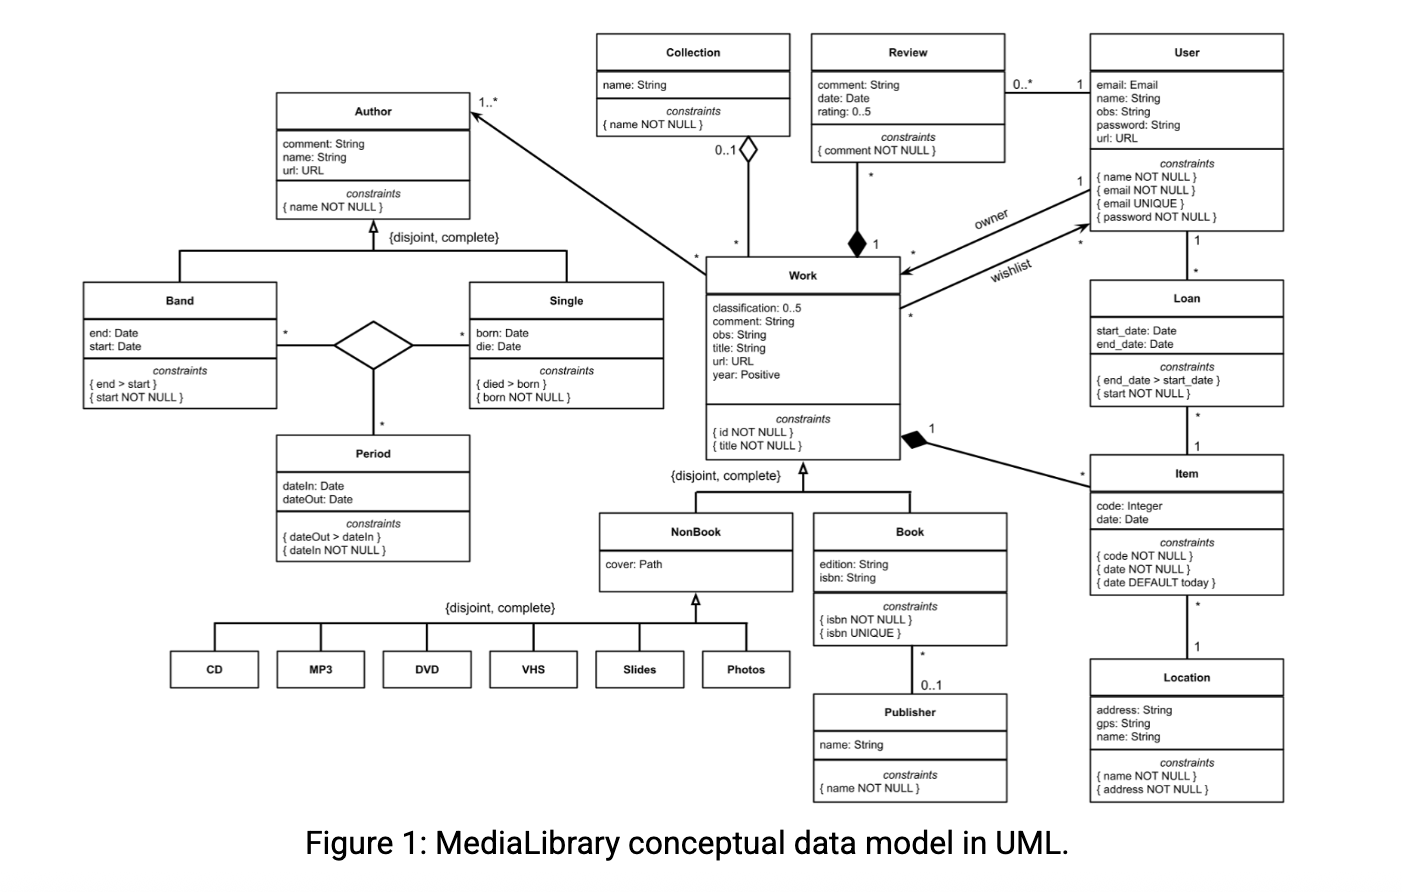 Collection
name: String
constraints
{ name NOT NULL }
0..1
*
Review
comment: String
date: Date
rating: 0..5
constraints
{ comment NOT NULL }
*
1
0..*
1
User
email: Email
name: String
obs: String
password: String
url: URL
constraints
{ name NOT NULL }
{ email NOT NULL }
{ email UNIQUE }
{ password NOT NULL }
Author
comment: String
name: String
url: URL
constraints
{ name NOT NULL }
1..*
*
{disjoint, complete}
1
owner
*
wishlist
*
*
1
*
Band
end: Date
start: Date
constraints
{ end > start }
{ start NOT NULL }
*
*
Single
born: Date
die: Date
constraints
{ died > born }
{ born NOT NULL }
*
Period
dateIn: Date
dateOut: Date
constraints
{ dateOut > dateIn }
{ dateIn NOT NULL }
Work
classification: 0..5
comment: String
obs: String
title: String
url: URL
year: Positive
constraints
{ id NOT NULL }
{ title NOT NULL }
1
*
Loan
start_date: Date
end_date: Date
constraints
{ end_date > start_date }
{ start NOT NULL }
*
1
Item
code: Integer
date: Date
constraints
{ code NOT NULL }
{ date NOT NULL }
{ date DEFAULT today }
*
1
{disjoint, complete}
NonBook
cover: Path
Book
edition: String
isbn: String
constraints
{ isbn NOT NULL }
{ isbn UNIQUE }
*
0..1
{disjoint, complete}
CD
MP3
DVD
VHS
Slides
Photos
Publisher
name: String
constraints
{ name NOT NULL }
Location
address: String
gps: String
name: String
constraints
{ name NOT NULL }
{ address NOT NULL }
Figure 1: MediaLibrary conceptual data model in UML.